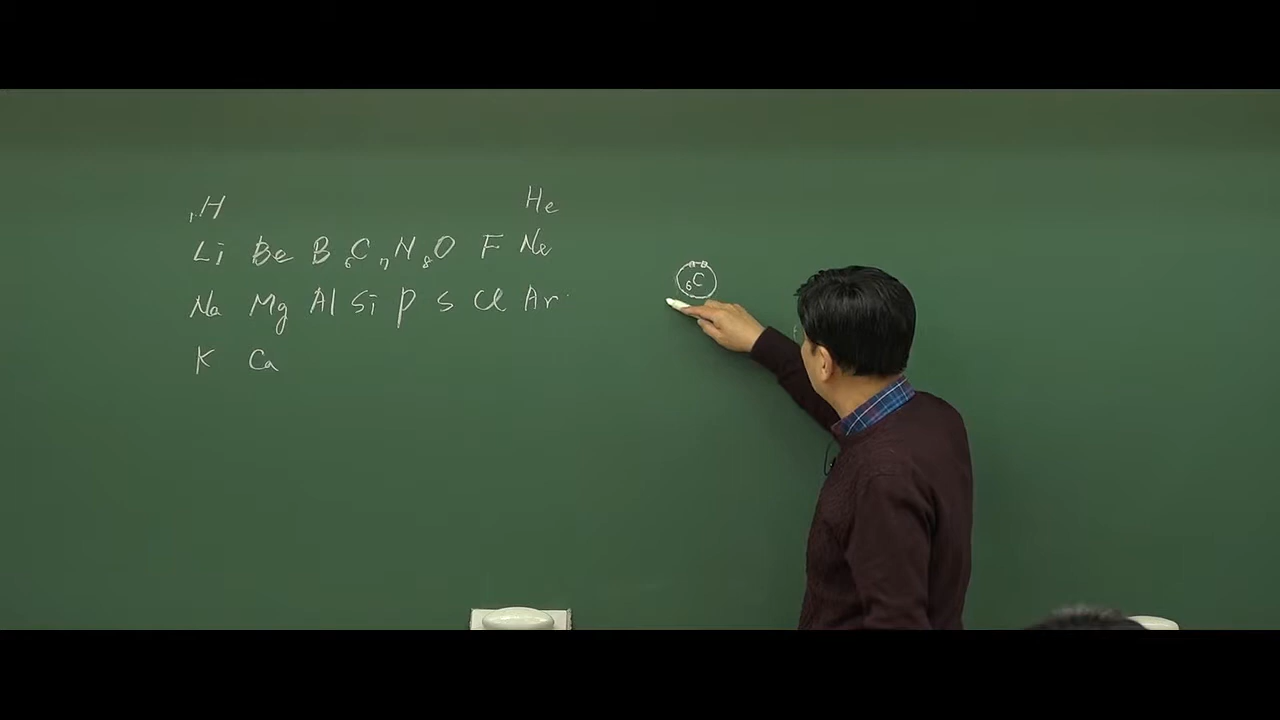 ₁H He
Li Be B ₆C ₇N ₈O F Ne
Na Mg Al Si P S Cl Ar
K Ca
₆C